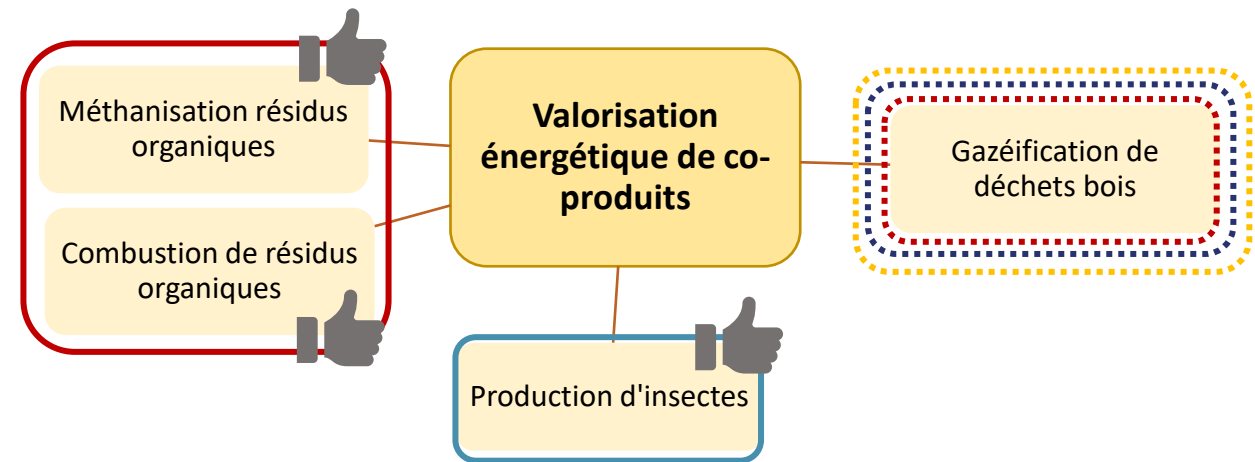 Méthanisation résidus
organiques
Combustion de résidus
organiques
Valorisation
énergétique de co-
produits
Production d'insectes
Gazéification de
déchets bois